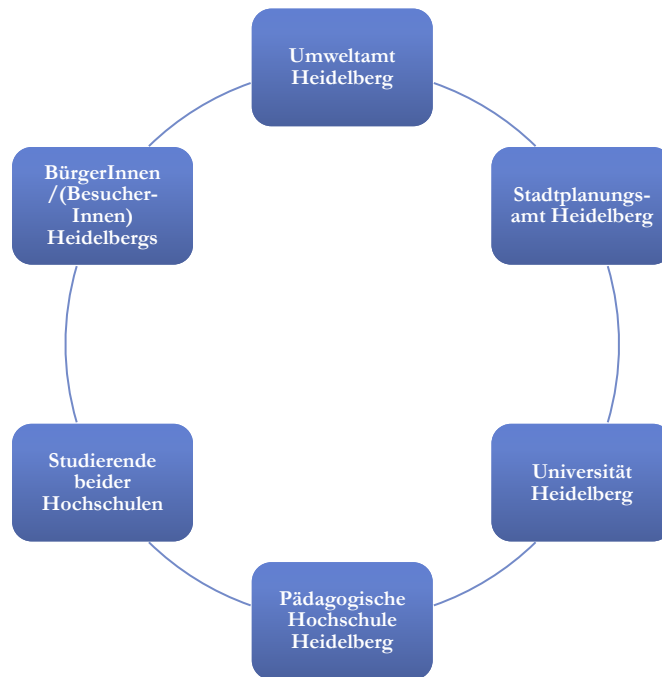 Umweltamt
Heidelberg
Stadtplanungs-
amt Heidelberg
Universität
Heidelberg
Pädagogische
Hochschule
Heidelberg
Studierende
beider
Hochschulen
BürgerInnen
/(Besucher-
Innen)
Heidelbergs